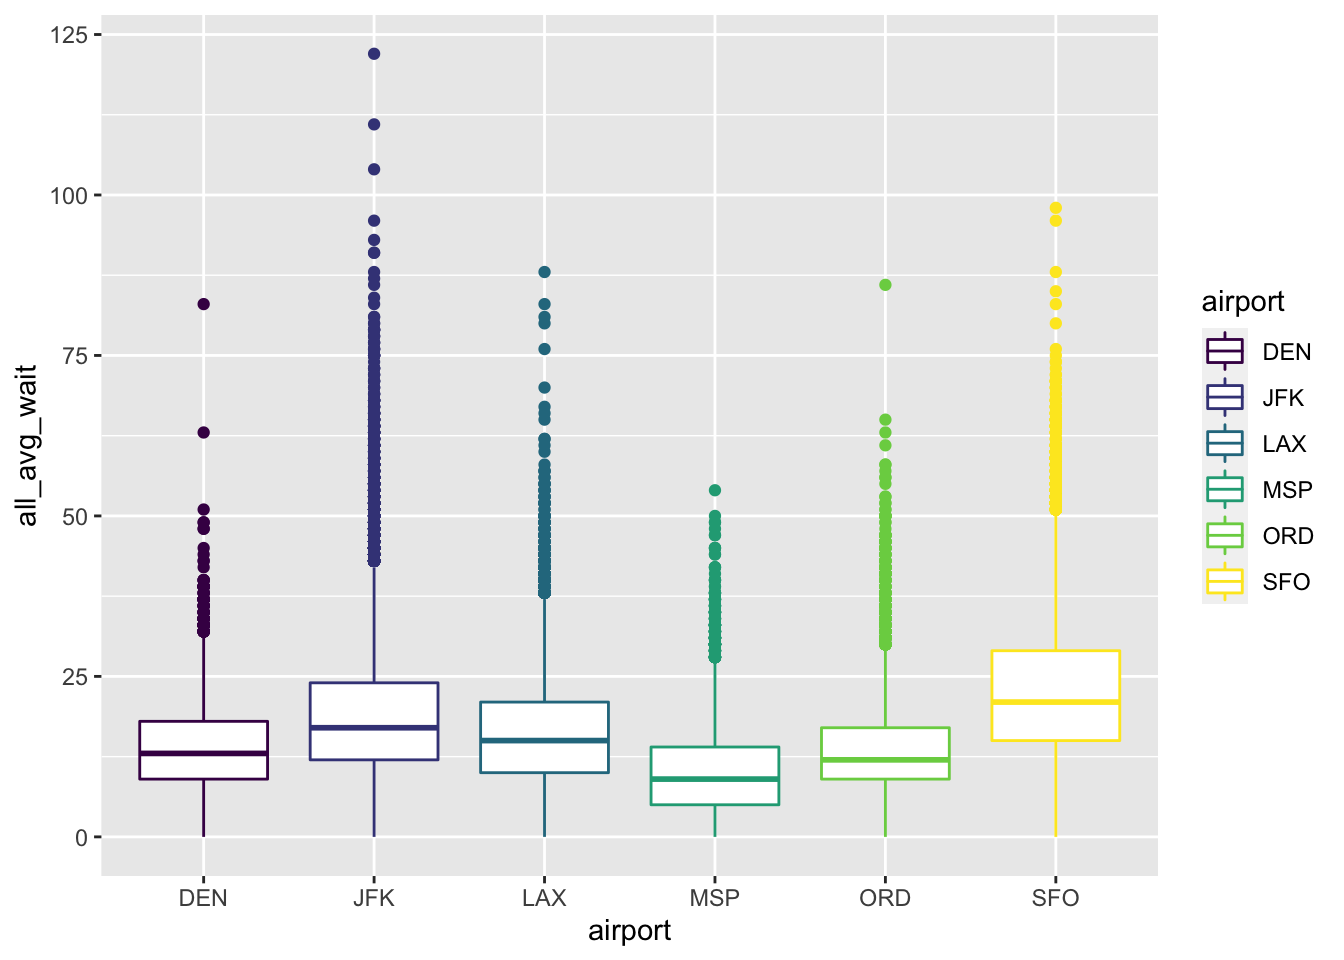 125
100
75
50
25
0
all_avg_wait
DEN JFK LAX MSP ORD SFO
airport
airport
DEN
JFK
LAX
MSP
ORD
SFO